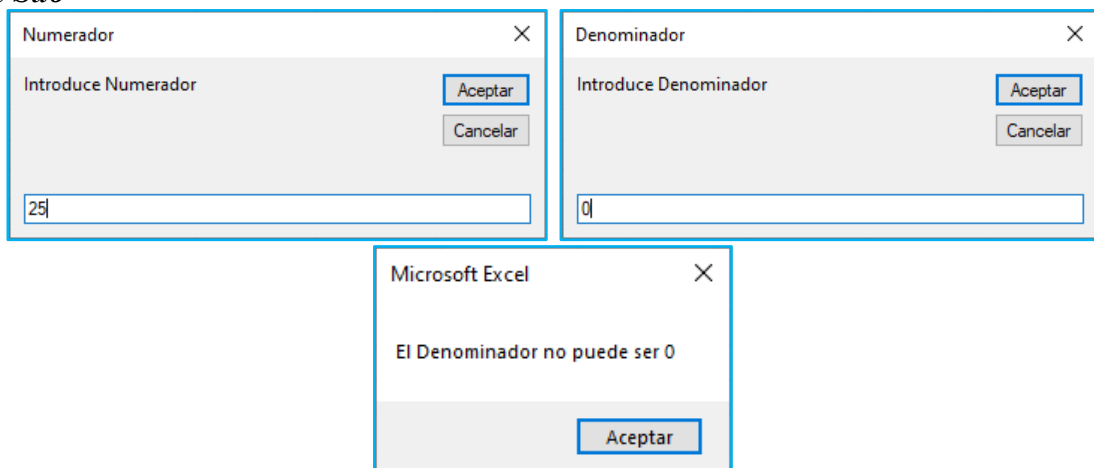 Sub
Numerador
Introduce Numerador
Aceptar
Cancelar
25
Denominador
Introduce Denominador
Aceptar
Cancelar
0
Microsoft Excel
El Denominador no puede ser 0
Aceptar